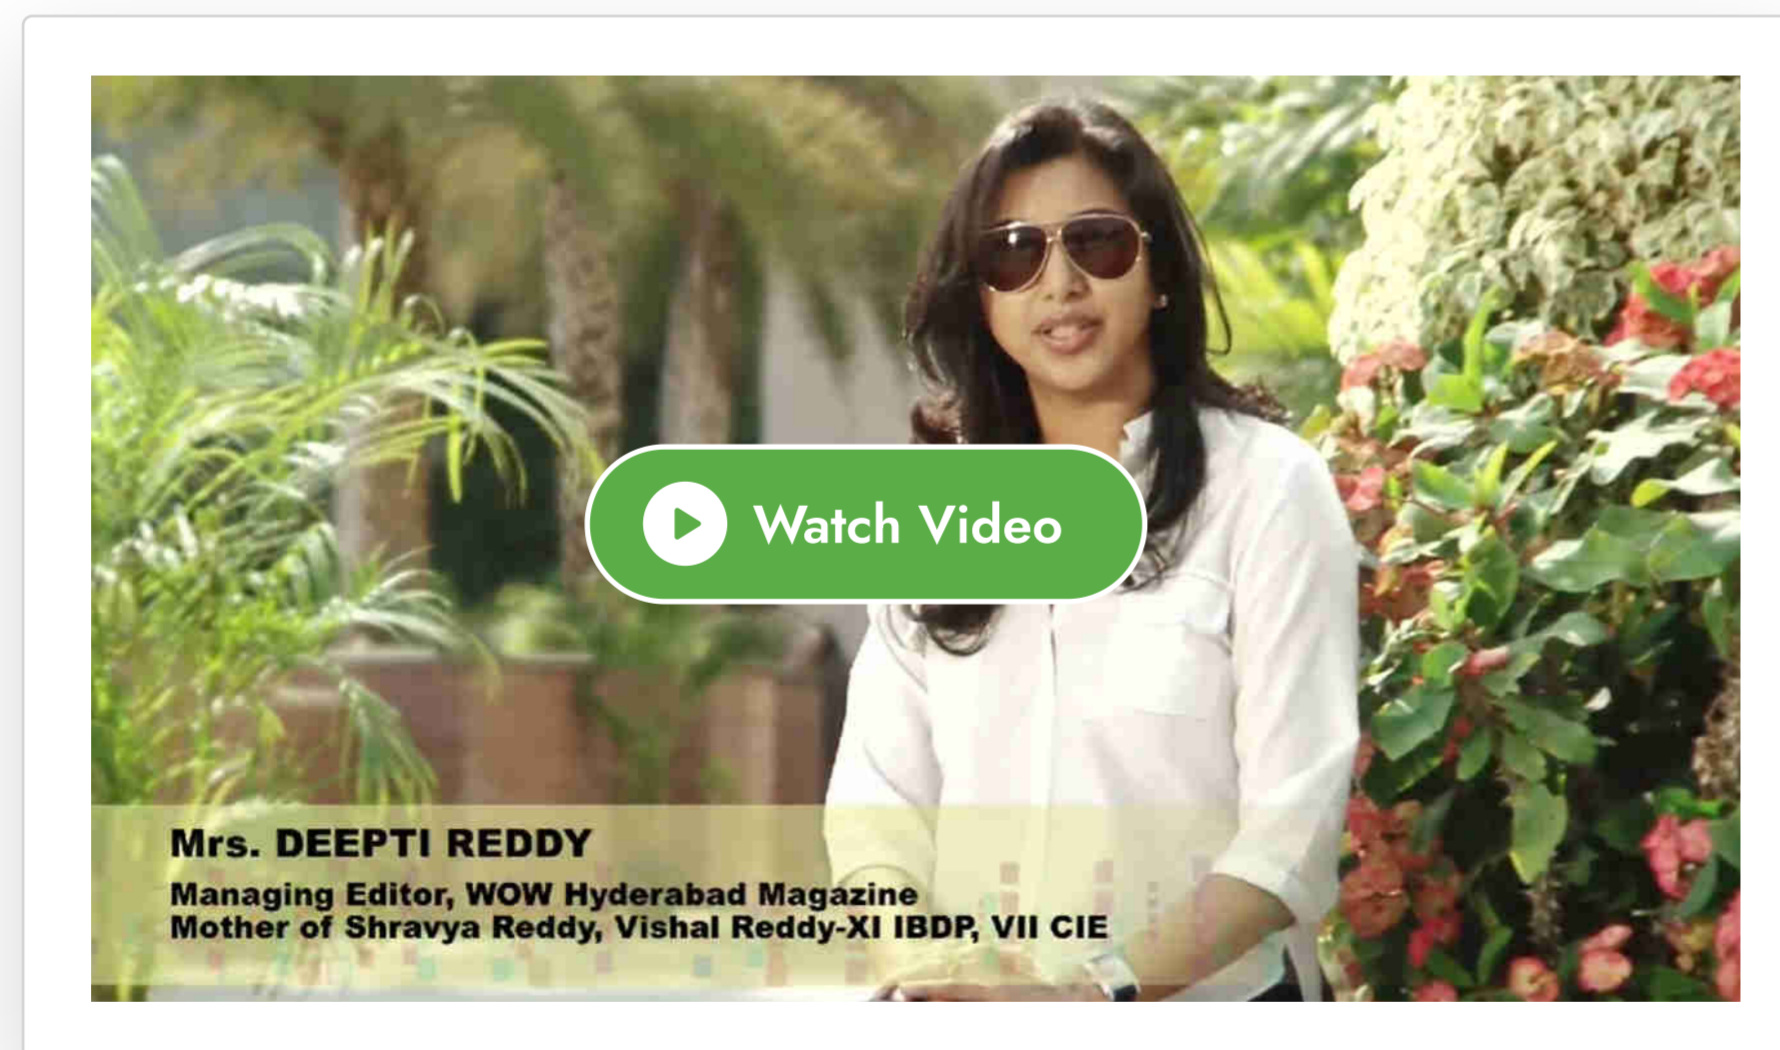 Watch Video
Mrs. DEEPTI REDDY
Managing Editor, WOW Hyderabad Magazine
Mother of Shravya Reddy, Vishal Reddy-XI IBDP, VII CIE